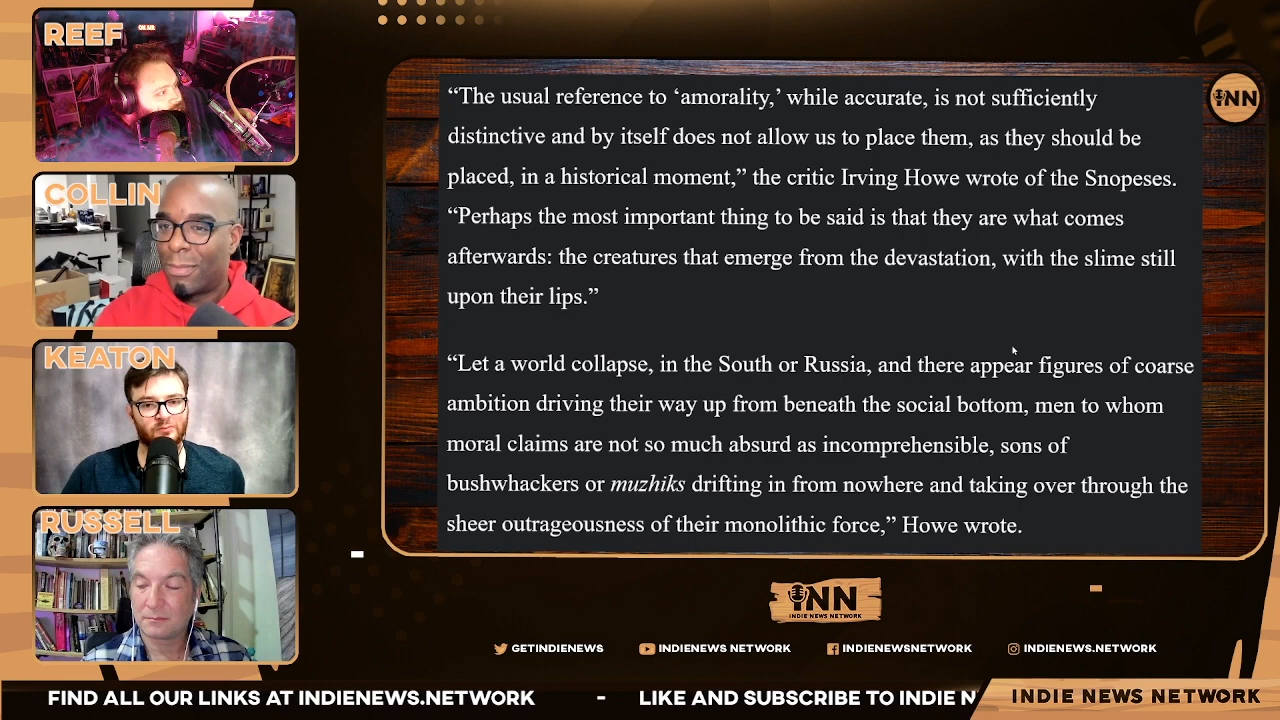 REEF
ON AIR
COLLIN
KEATON
RUSSELL
“The usual reference to ‘amorality,’ while accurate, is not sufficiently
distinctive and by itself does not allow us to place them, as they should be
placed, in a historical moment,” the critic Irving Howe wrote of the Snopeses.
“Perhaps the most important thing to be said is that they are what comes
afterwards: the creatures that emerge from the devastation, with the slime still
upon their lips.”
“Let a world collapse, in the South or Russia, and there appear figures of coarse
ambition driving their way up from beneath the social bottom, men to whom
moral claims are not so much absurd as incomprehensible, sons of
bushwhackers or muzhiks drifting in from nowhere and taking over through the
sheer outrageousness of their monolithic force,” Howe wrote.
INN
INN
INDIE NEWS NETWORK
GETINDIENEWS
INDIENEWS NETWORK
INDIENEWSNETWORK
INDIENEWS.NETWORK
FIND ALL OUR LINKS AT INDIENEWS.NETWORK - LIKE AND SUBSCRIBE TO INDIE N
INDIE NEWS NETWORK